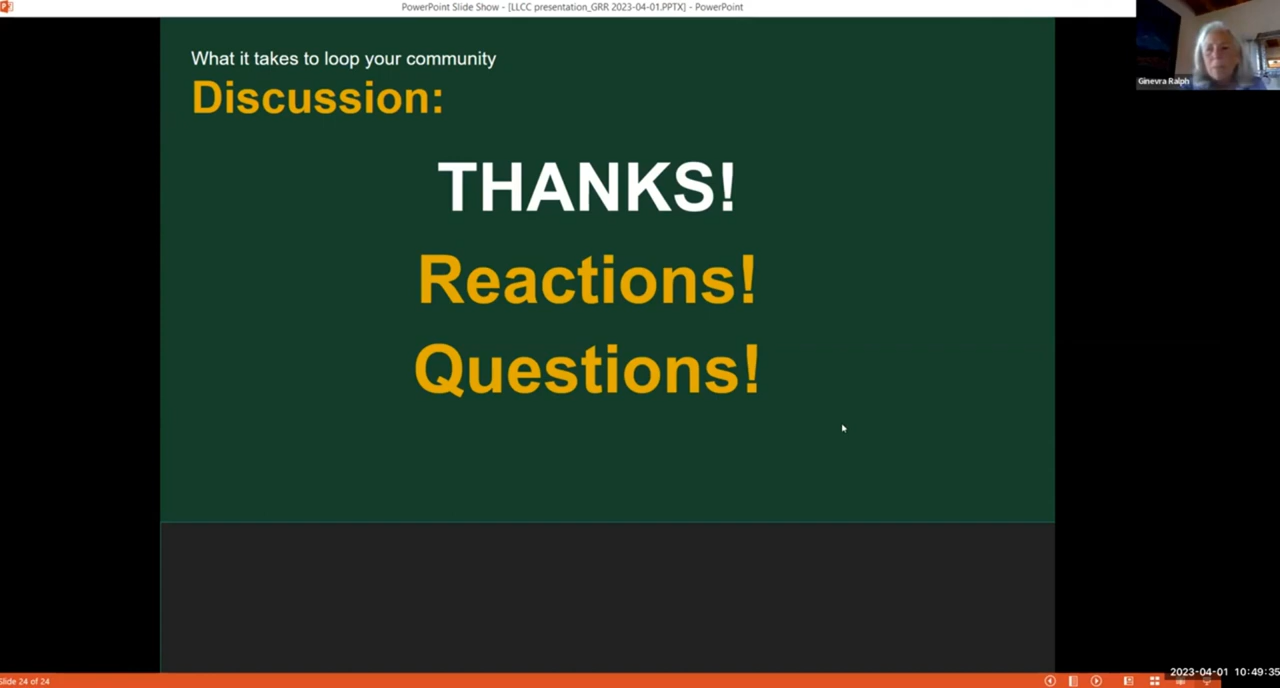 PowerPoint Slide Show - [LLCC presentation_GRR 2023-04-01.PPTX] - PowerPoint
Ginevra Ralph
What it takes to loop your community
Discussion:
THANKS!
Reactions!
Questions!
2023-04-01 10:49:35
Slide 24 of 24